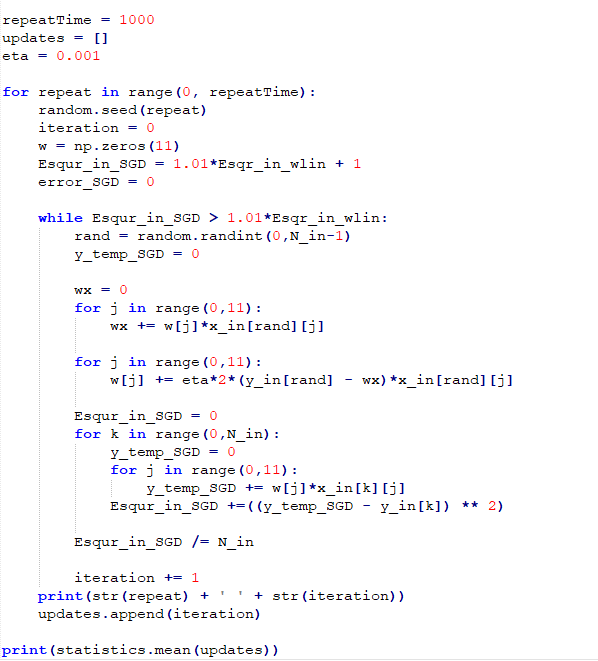 repeatTime = 1000
updates = []
eta = 0.001
for repeat in range(0, repeatTime):
random.seed(repeat)
iteration = 0
w = np.zeros(11)
Esqur_in_SGD = 1.01*Esqr_in_wlin + 1
error_SGD = 0
while Esqur_in_SGD > 1.01*Esqr_in_wlin:
rand = random.randint(0,N_in-1)
y_temp_SGD = 0
wx = 0
for j in range(0,11):
wx += w[j]*x_in[rand][j]
for j in range(0,11):
w[j] += eta*2*(y_in[rand] - wx)*x_in[rand][j]
Esqur_in_SGD = 0
for k in range(0,N_in):
y_temp_SGD = 0
for j in range(0,11):
y_temp_SGD += w[j]*x_in[k][j]
Esqur_in_SGD +=((y_temp_SGD - y_in[k]) ** 2)
Esqur_in_SGD /= N_in
iteration += 1
print(str(repeat) + ' ' + str(iteration))
updates.append(iteration)
print(statistics.mean(updates))